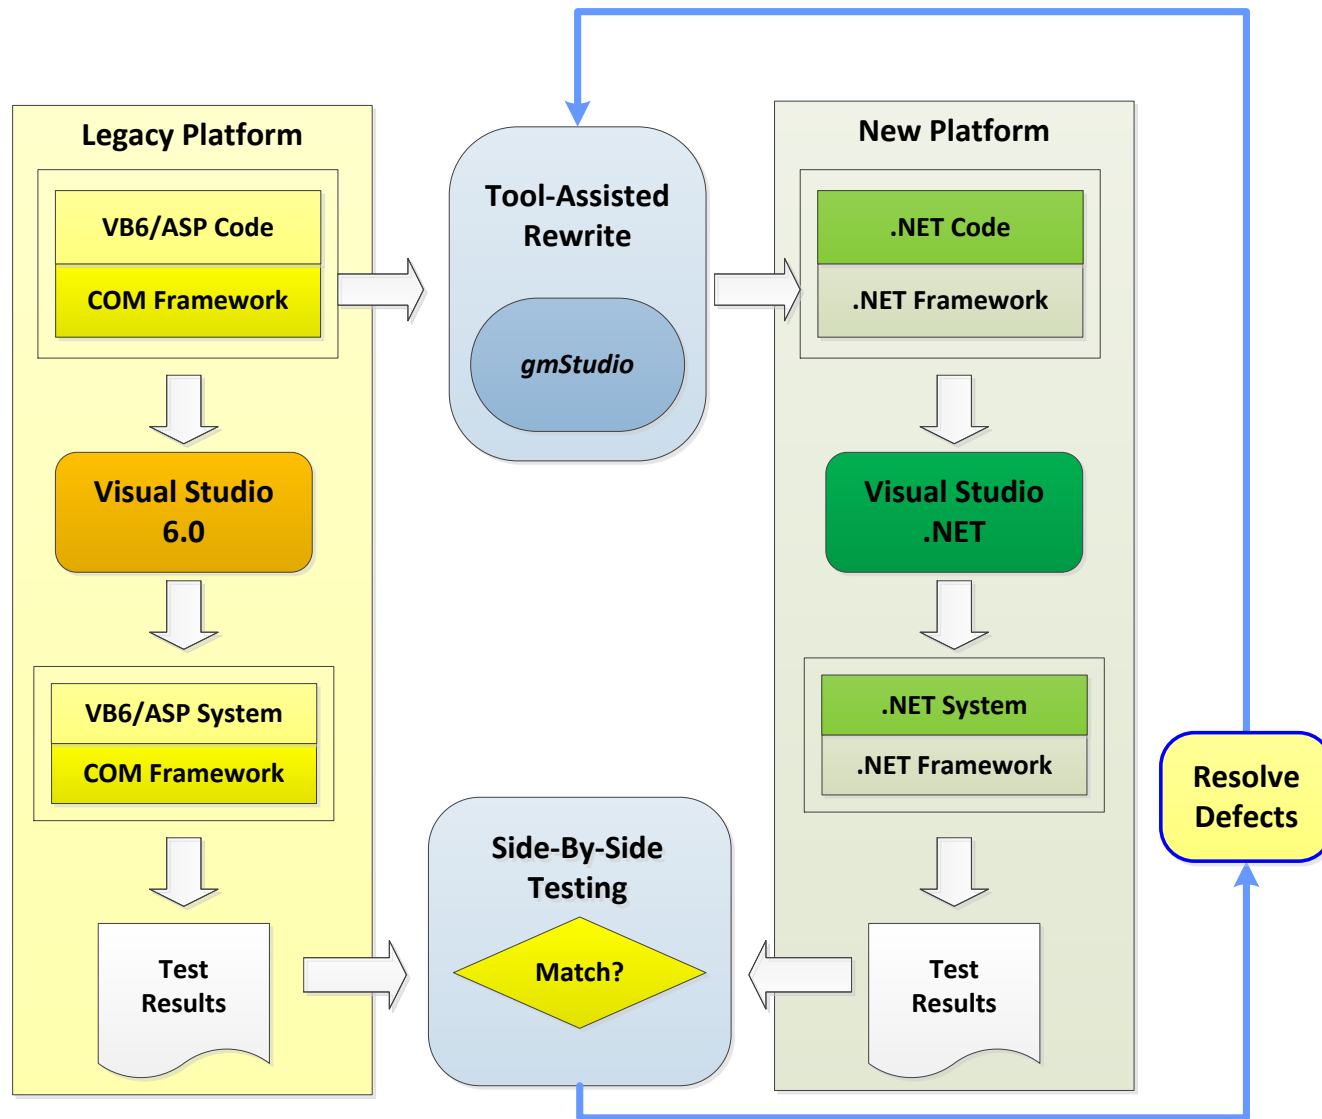 Legacy Platform
VB6/ASP Code
COM Framework
Visual Studio
6.0
VB6/ASP System
COM Framework
Test
Results
Tool-Assisted
Rewrite
gmStudio
Side-By-Side
Testing
Match?
New Platform
.NET Code
.NET Framework
Visual Studio
.NET
.NET System
.NET Framework
Test
Results
Resolve
Defects